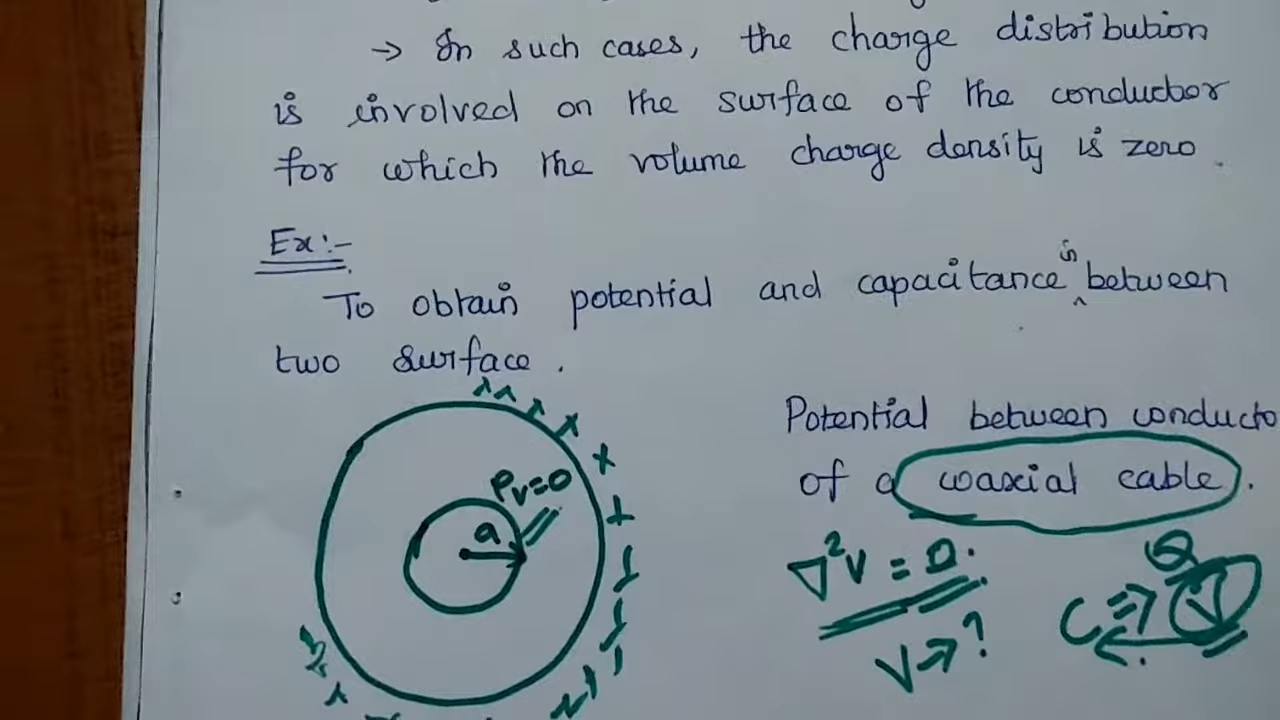 → In such cases, the charge distribution
is involved on the surface of the conductor
for which the volume charge density is zero.
Ex:-
To obtain potential and capacitance in between
two surface.
ρv=0
a
Potential between conducto
of a coaxial cable.
∇²V = 0.
V→?
C ⇒ Q/V